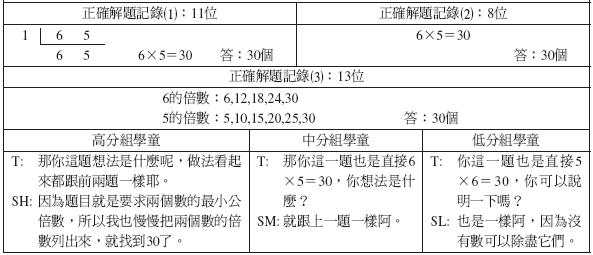 正確解題記錄(1)：11位
正確解題記錄(2)：8位
1 6 5
6 5 6×5＝30 答：30個
6×5＝30
答：30個
正確解題記錄(3)：13位
6的倍數：6,12,18,24,30
5的倍數：5,10,15,20,25,30 答：30個
高分組學童
T: 那你這題想法是什麼呢，做法看起
來都跟前兩題一樣耶。
SH: 因為題目就是要求兩個數的最小公
倍數，所以我也慢慢把兩個數的倍
數列出來，就找到30了。
中分組學童
T: 那你這一題也是直接6
×5＝30，你想法是什
麼？
SM: 就跟上一題一樣阿。
低分組學童
T: 你這一題也是直接5
×6＝30，你可以說
明一下嗎？
SL: 也是一樣阿，因為沒
有數可以除盡它們。